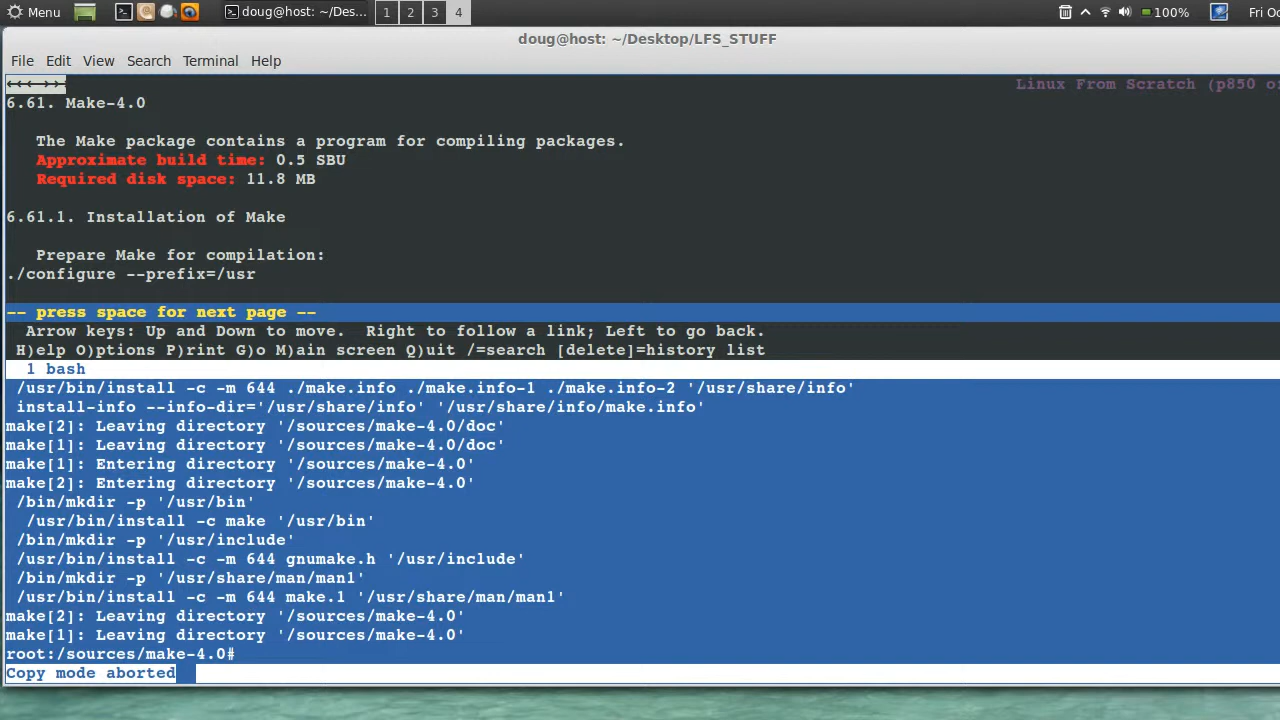 Menu doug@host: ~/Des... 1 2 3 4 100% Fri Oc
doug@host: ~/Desktop/LFS_STUFF
File Edit View Search Terminal Help
Linux From Scratch (p850 o
6.61. Make-4.0
The Make package contains a program for compiling packages.
Approximate build time: 0.5 SBU
Required disk space: 11.8 MB
6.61.1. Installation of Make
Prepare Make for compilation:
./configure --prefix=/usr
-- press space for next page --
Arrow keys: Up and Down to move.  Right to follow a link; Left to go back.
H)elp O)ptions P)rint G)o M)ain screen Q)uit /=search [delete]=history list
1 bash
/usr/bin/install -c -m 644 ./make.info ./make.info-1 ./make.info-2 '/usr/share/info'
install-info --info-dir='/usr/share/info' '/usr/share/info/make.info'
make[2]: Leaving directory '/sources/make-4.0/doc'
make[1]: Leaving directory '/sources/make-4.0/doc'
make[1]: Entering directory '/sources/make-4.0'
make[2]: Entering directory '/sources/make-4.0'
/bin/mkdir -p '/usr/bin'
/usr/bin/install -c make '/usr/bin'
/bin/mkdir -p '/usr/include'
/usr/bin/install -c -m 644 gnumake.h '/usr/include'
/bin/mkdir -p '/usr/share/man/man1'
/usr/bin/install -c -m 644 make.1 '/usr/share/man/man1'
make[2]: Leaving directory '/sources/make-4.0'
make[1]: Leaving directory '/sources/make-4.0'
root:/sources/make-4.0#
Copy mode aborted